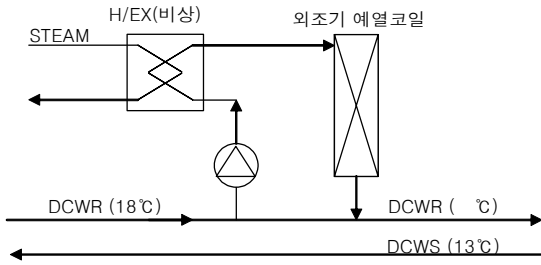 H/EX(비상)
외조기 예열코일
STEAM
DCWR (18℃)
DCWR (   ℃)
DCWS (13℃)